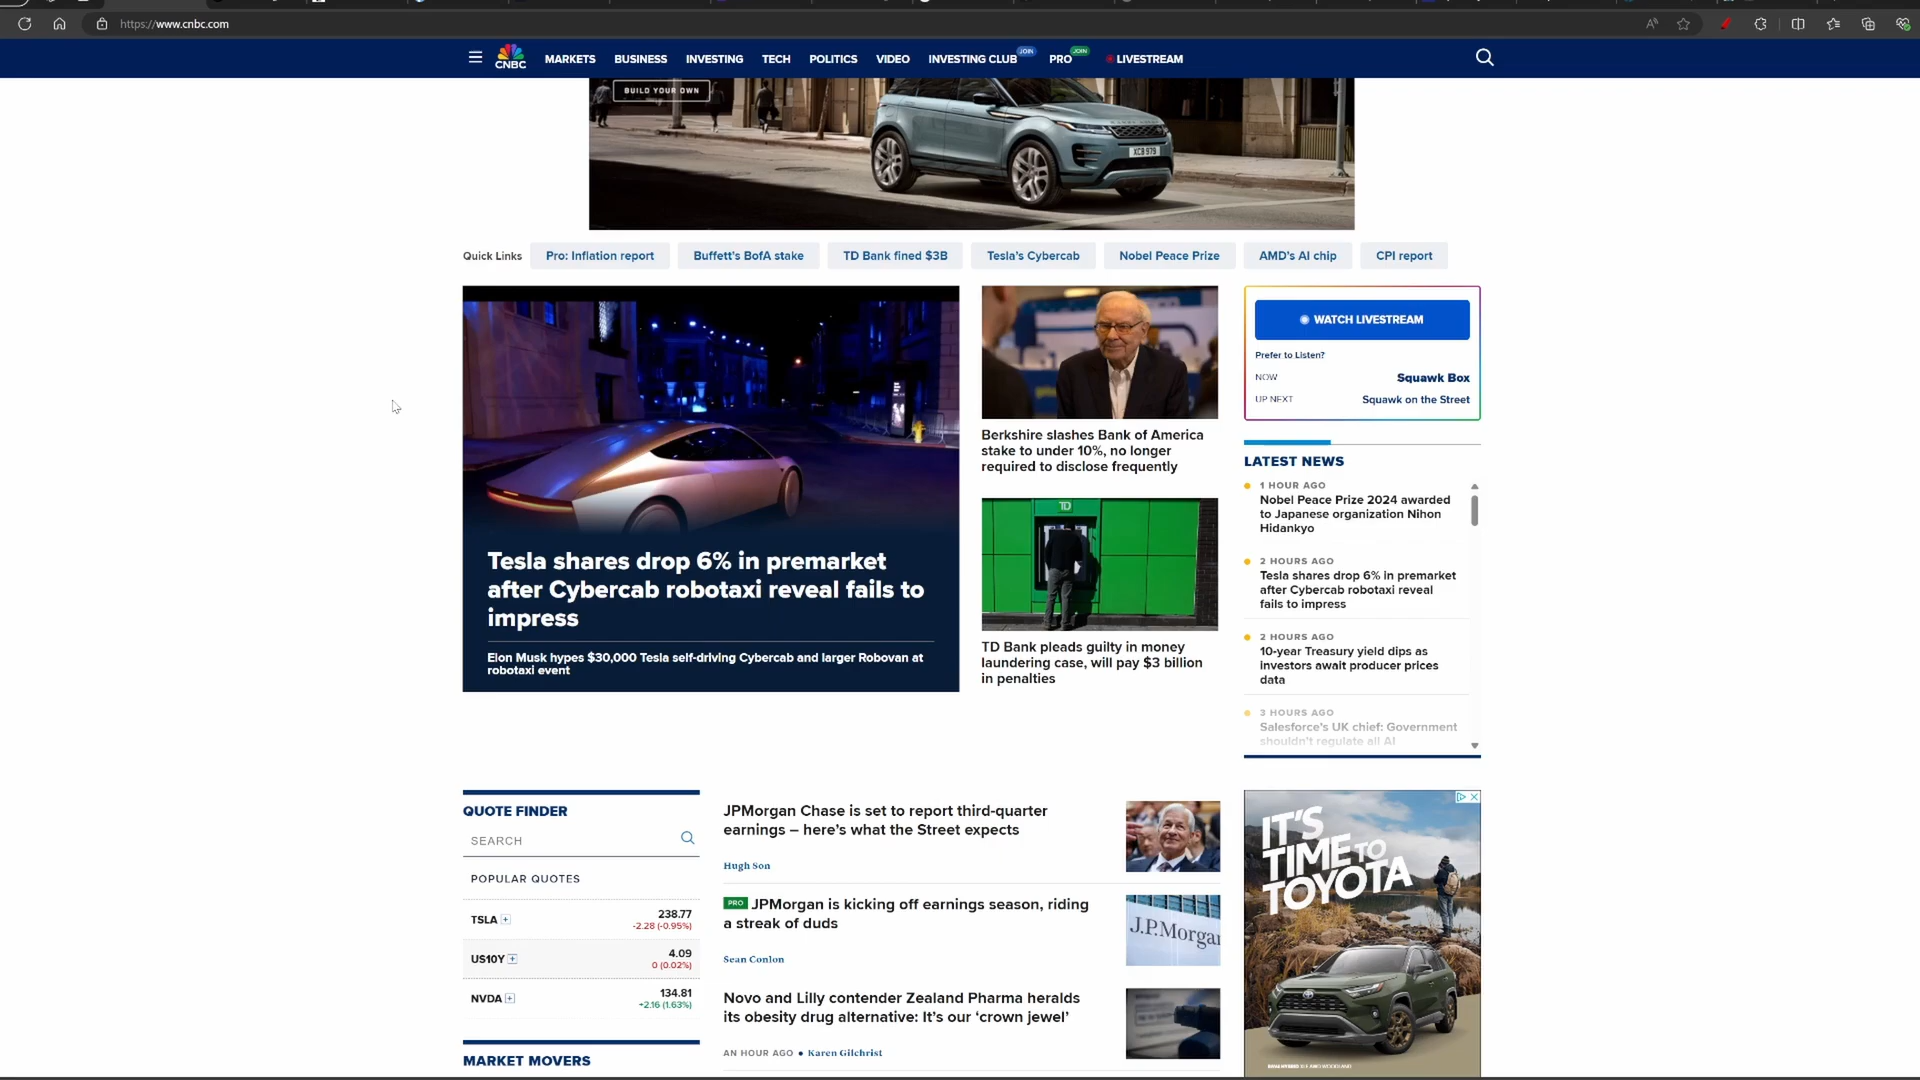 https://www.cnbc.com
CNBC
MARKETS
BUSINESS
INVESTING
TECH
POLITICS
VIDEO
INVESTING CLUB
JOIN
PRO
JOIN
LIVESTREAM
BUILD YOUR OWN
XCB 979
Quick Links
Pro: Inflation report
Buffett's BofA stake
TD Bank fined $3B
Tesla's Cybercab
Nobel Peace Prize
AMD's AI chip
CPI report
Tesla shares drop 6% in premarket
after Cybercab robotaxi reveal fails to
impress
Elon Musk hypes $30,000 Tesla self-driving Cybercab and larger Robovan at
robotaxi event
Berkshire slashes Bank of America
stake to under 10%, no longer
required to disclose frequently
TD
TD Bank pleads guilty in money
laundering case, will pay $3 billion
in penalties
WATCH LIVESTREAM
Prefer to Listen?
NOW
Squawk Box
UP NEXT
Squawk on the Street
LATEST NEWS
1 HOUR AGO
Nobel Peace Prize 2024 awarded
to Japanese organization Nihon
Hidankyo
2 HOURS AGO
Tesla shares drop 6% in premarket
after Cybercab robotaxi reveal
fails to impress
2 HOURS AGO
10-year Treasury yield dips as
investors await producer prices
data
3 HOURS AGO
Salesforce's UK chief: Government
shouldn't regulate all AI
QUOTE FINDER
SEARCH
POPULAR QUOTES
TSLA
238.77
-2.28 (-0.95%)
US10Y
4.09
0 (0.02%)
NVDA
134.81
+2.16 (1.63%)
MARKET MOVERS
JPMorgan Chase is set to report third-quarter
earnings – here's what the Street expects
Hugh Son
PRO JPMorgan is kicking off earnings season, riding
a streak of duds
Sean Conlon
J.P.Morgan
Novo and Lilly contender Zealand Pharma heralds
its obesity drug alternative: It's our ‘crown jewel’
AN HOUR AGO • Karen Gilchrist
IT'S
TIME TO
TOYOTA